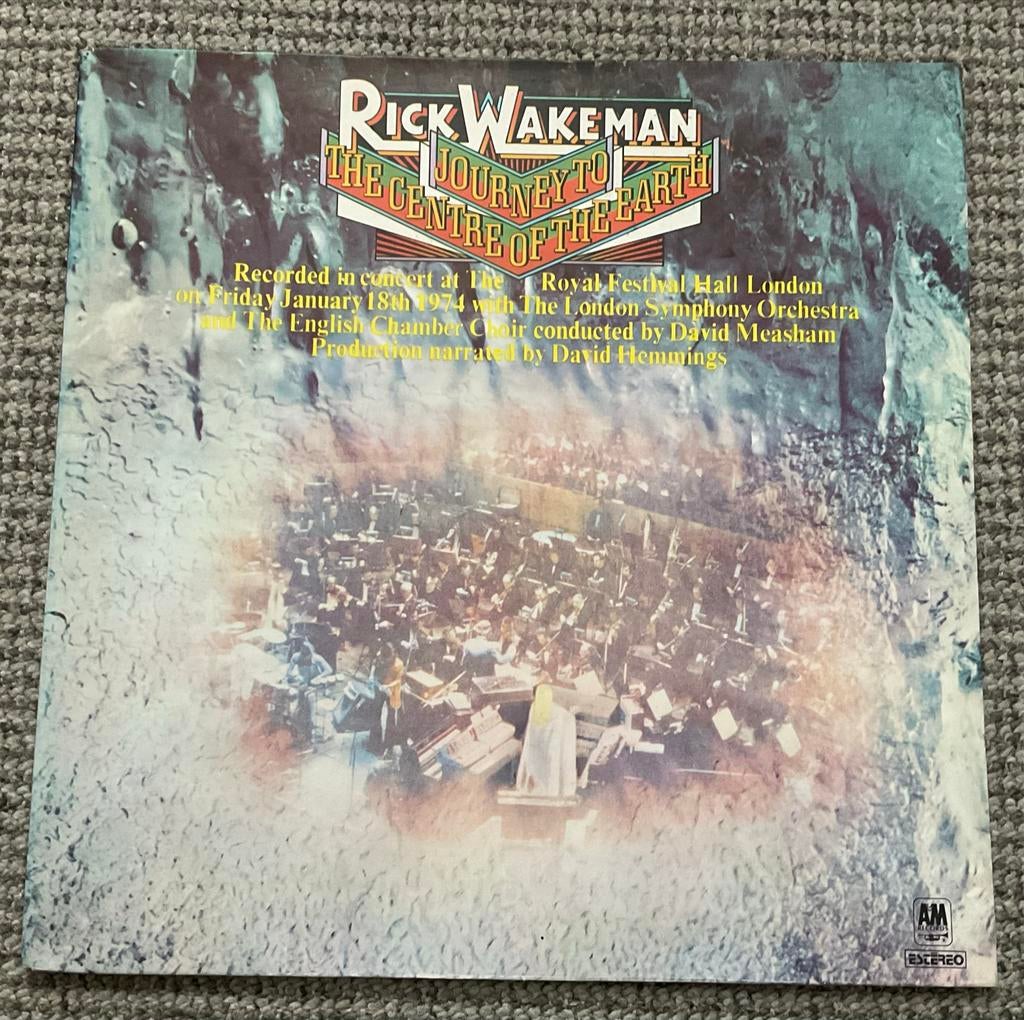 RICK WAKEMAN
JOURNEY TO
THE CENTRE OF THE EARTH
Recorded in concert at The Royal Festival Hall London
on Friday January 18th 1974 with The London Symphony Orchestra
and The English Chamber Choir conducted by David Measham
Production narrated by David Hemmings
AM
RECORDS
ESTEREO